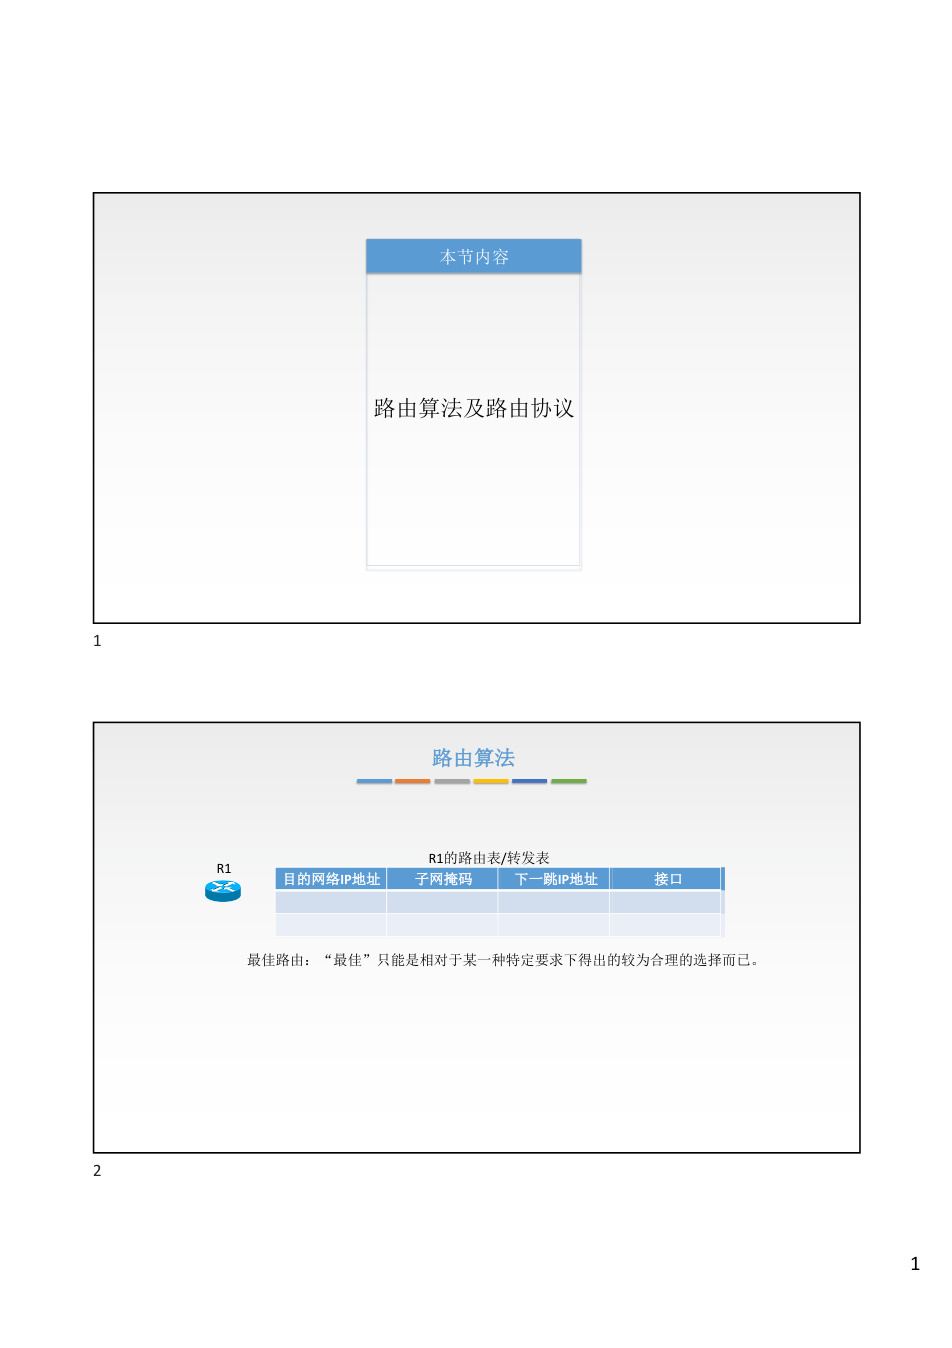 本节内容
路由算法及路由协议
1
路由算法
R1的路由表/转发表
R1
目的网络IP地址 子网掩码 下一跳IP地址 接口
最佳路由：“最佳”只能是相对于某一种特定要求下得出的较为合理的选择而已。
2
1